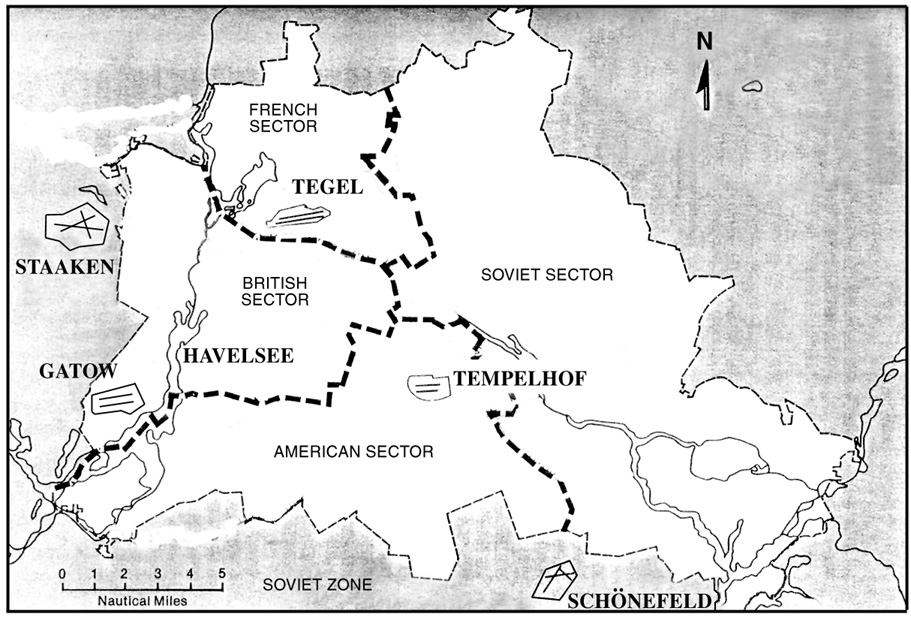 N
FRENCH
SECTOR
TEGEL
STAAKEN
SOVIET SECTOR
BRITISH
SECTOR
HAVELSEE
GATOW
TEMPELHOF
AMERICAN SECTOR
0 1 2 3 4 5
Nautical Miles
SOVIET ZONE
SCHÖNEFELD